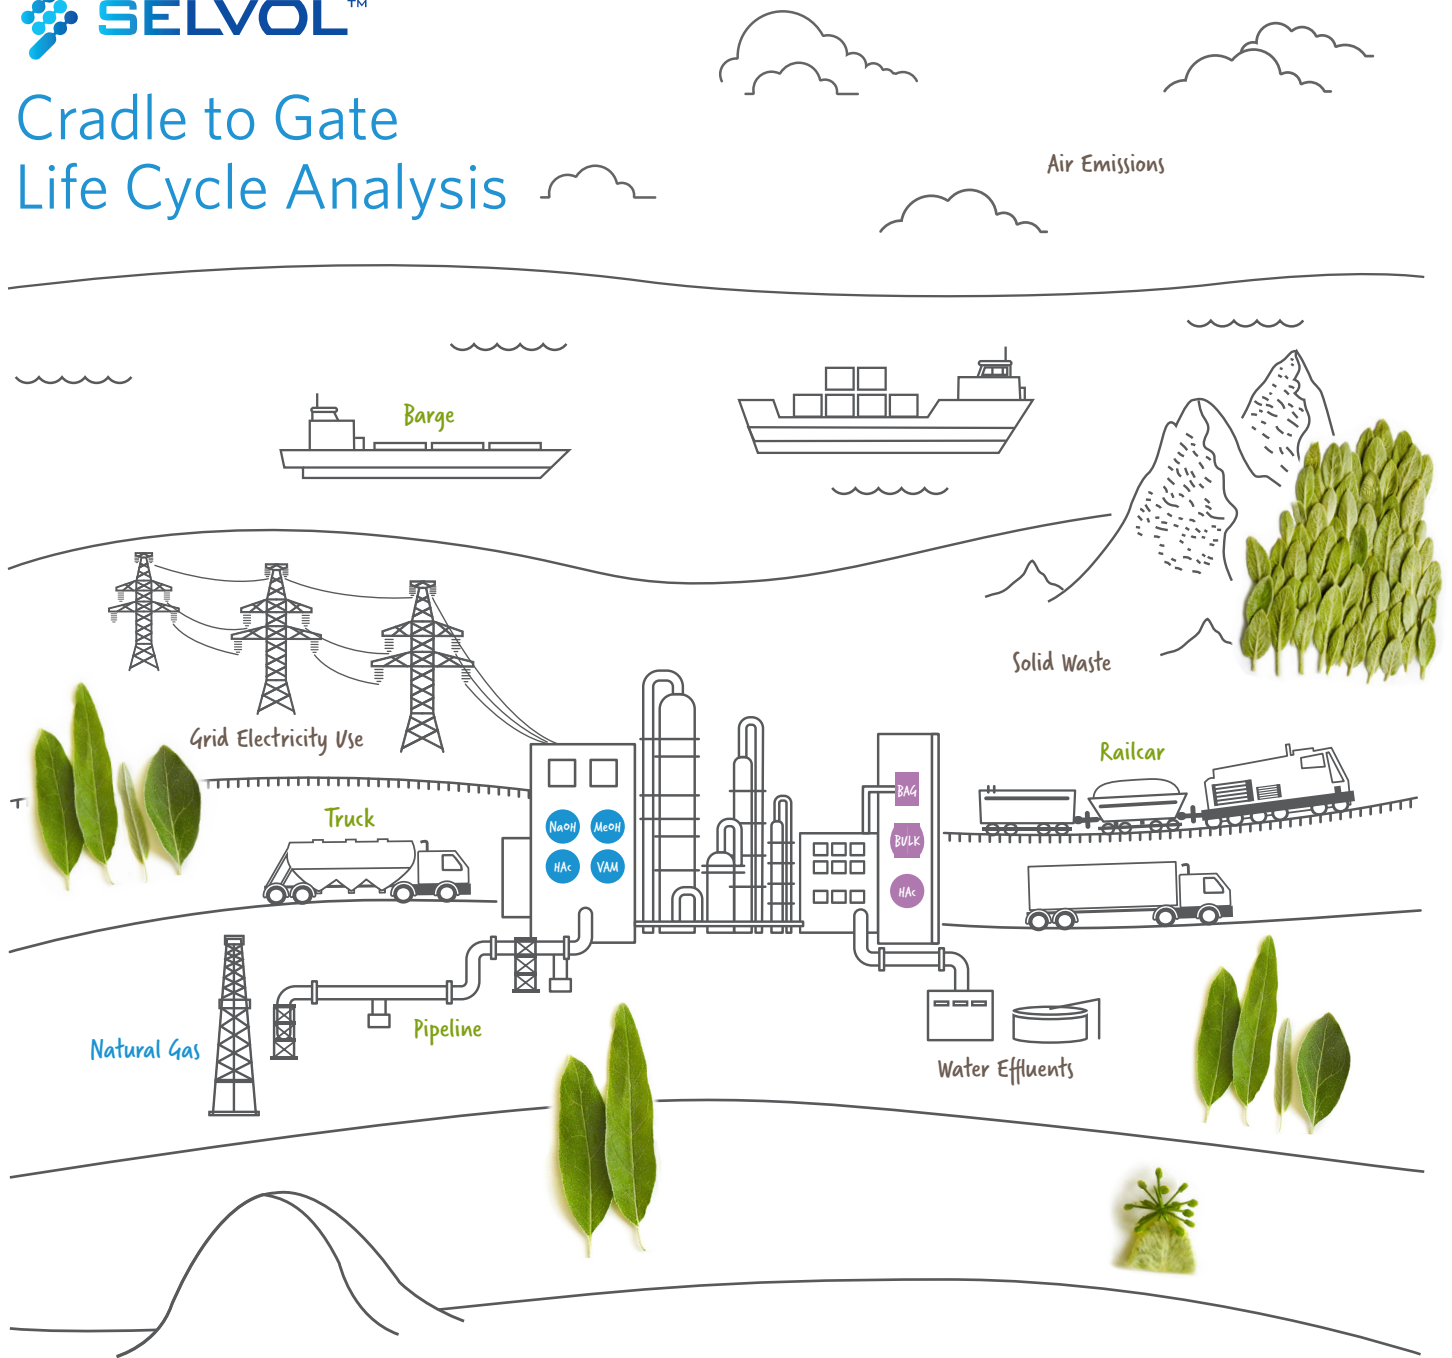 SELVOL™
Cradle to Gate
Life Cycle Analysis
Air Emissions
Barge
Solid Waste
Grid Electricity Use
Railcar
Truck
BAG
NaOH MeOH
BULK
HAc VAM
HAc
Pipeline
Natural Gas
Water Effluents